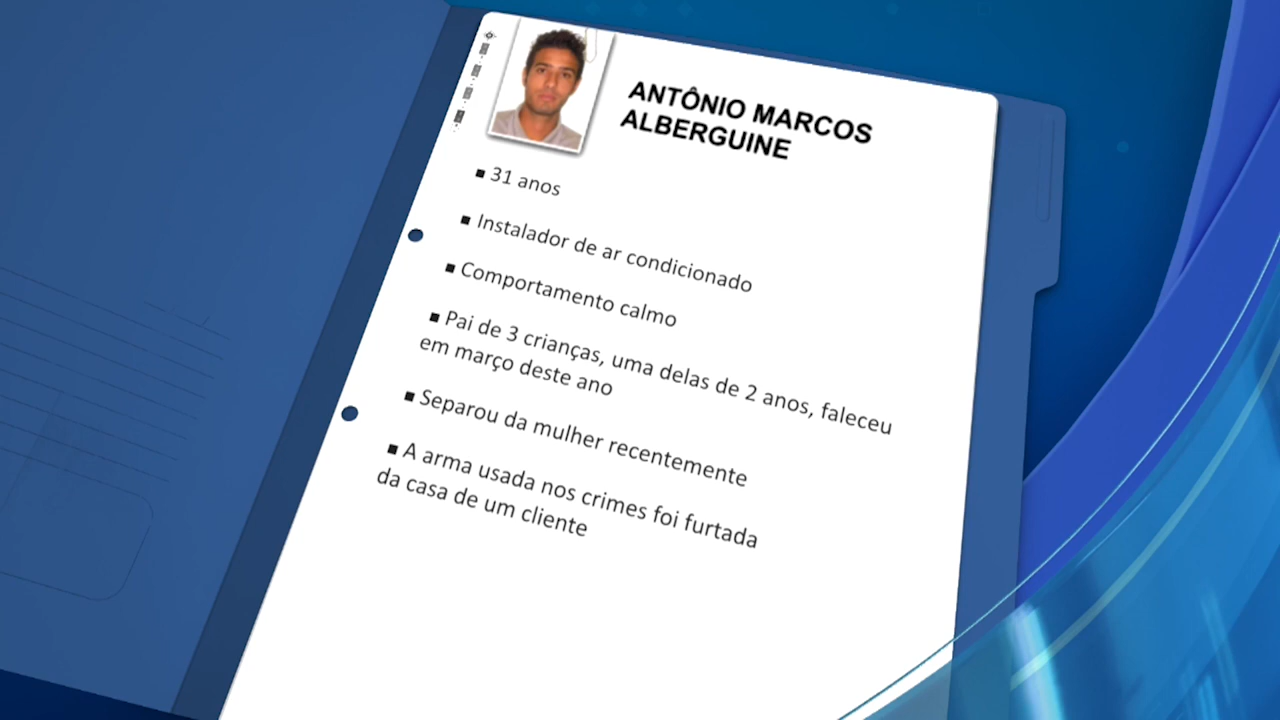 ANTÔNIO MARCOS
ALBERGUINE
▪ 31 anos
▪ Instalador de ar condicionado
▪ Comportamento calmo
▪ Pai de 3 crianças, uma delas de 2 anos, faleceu
em março deste ano
▪ Separou da mulher recentemente
▪ A arma usada nos crimes foi furtada
da casa de um cliente